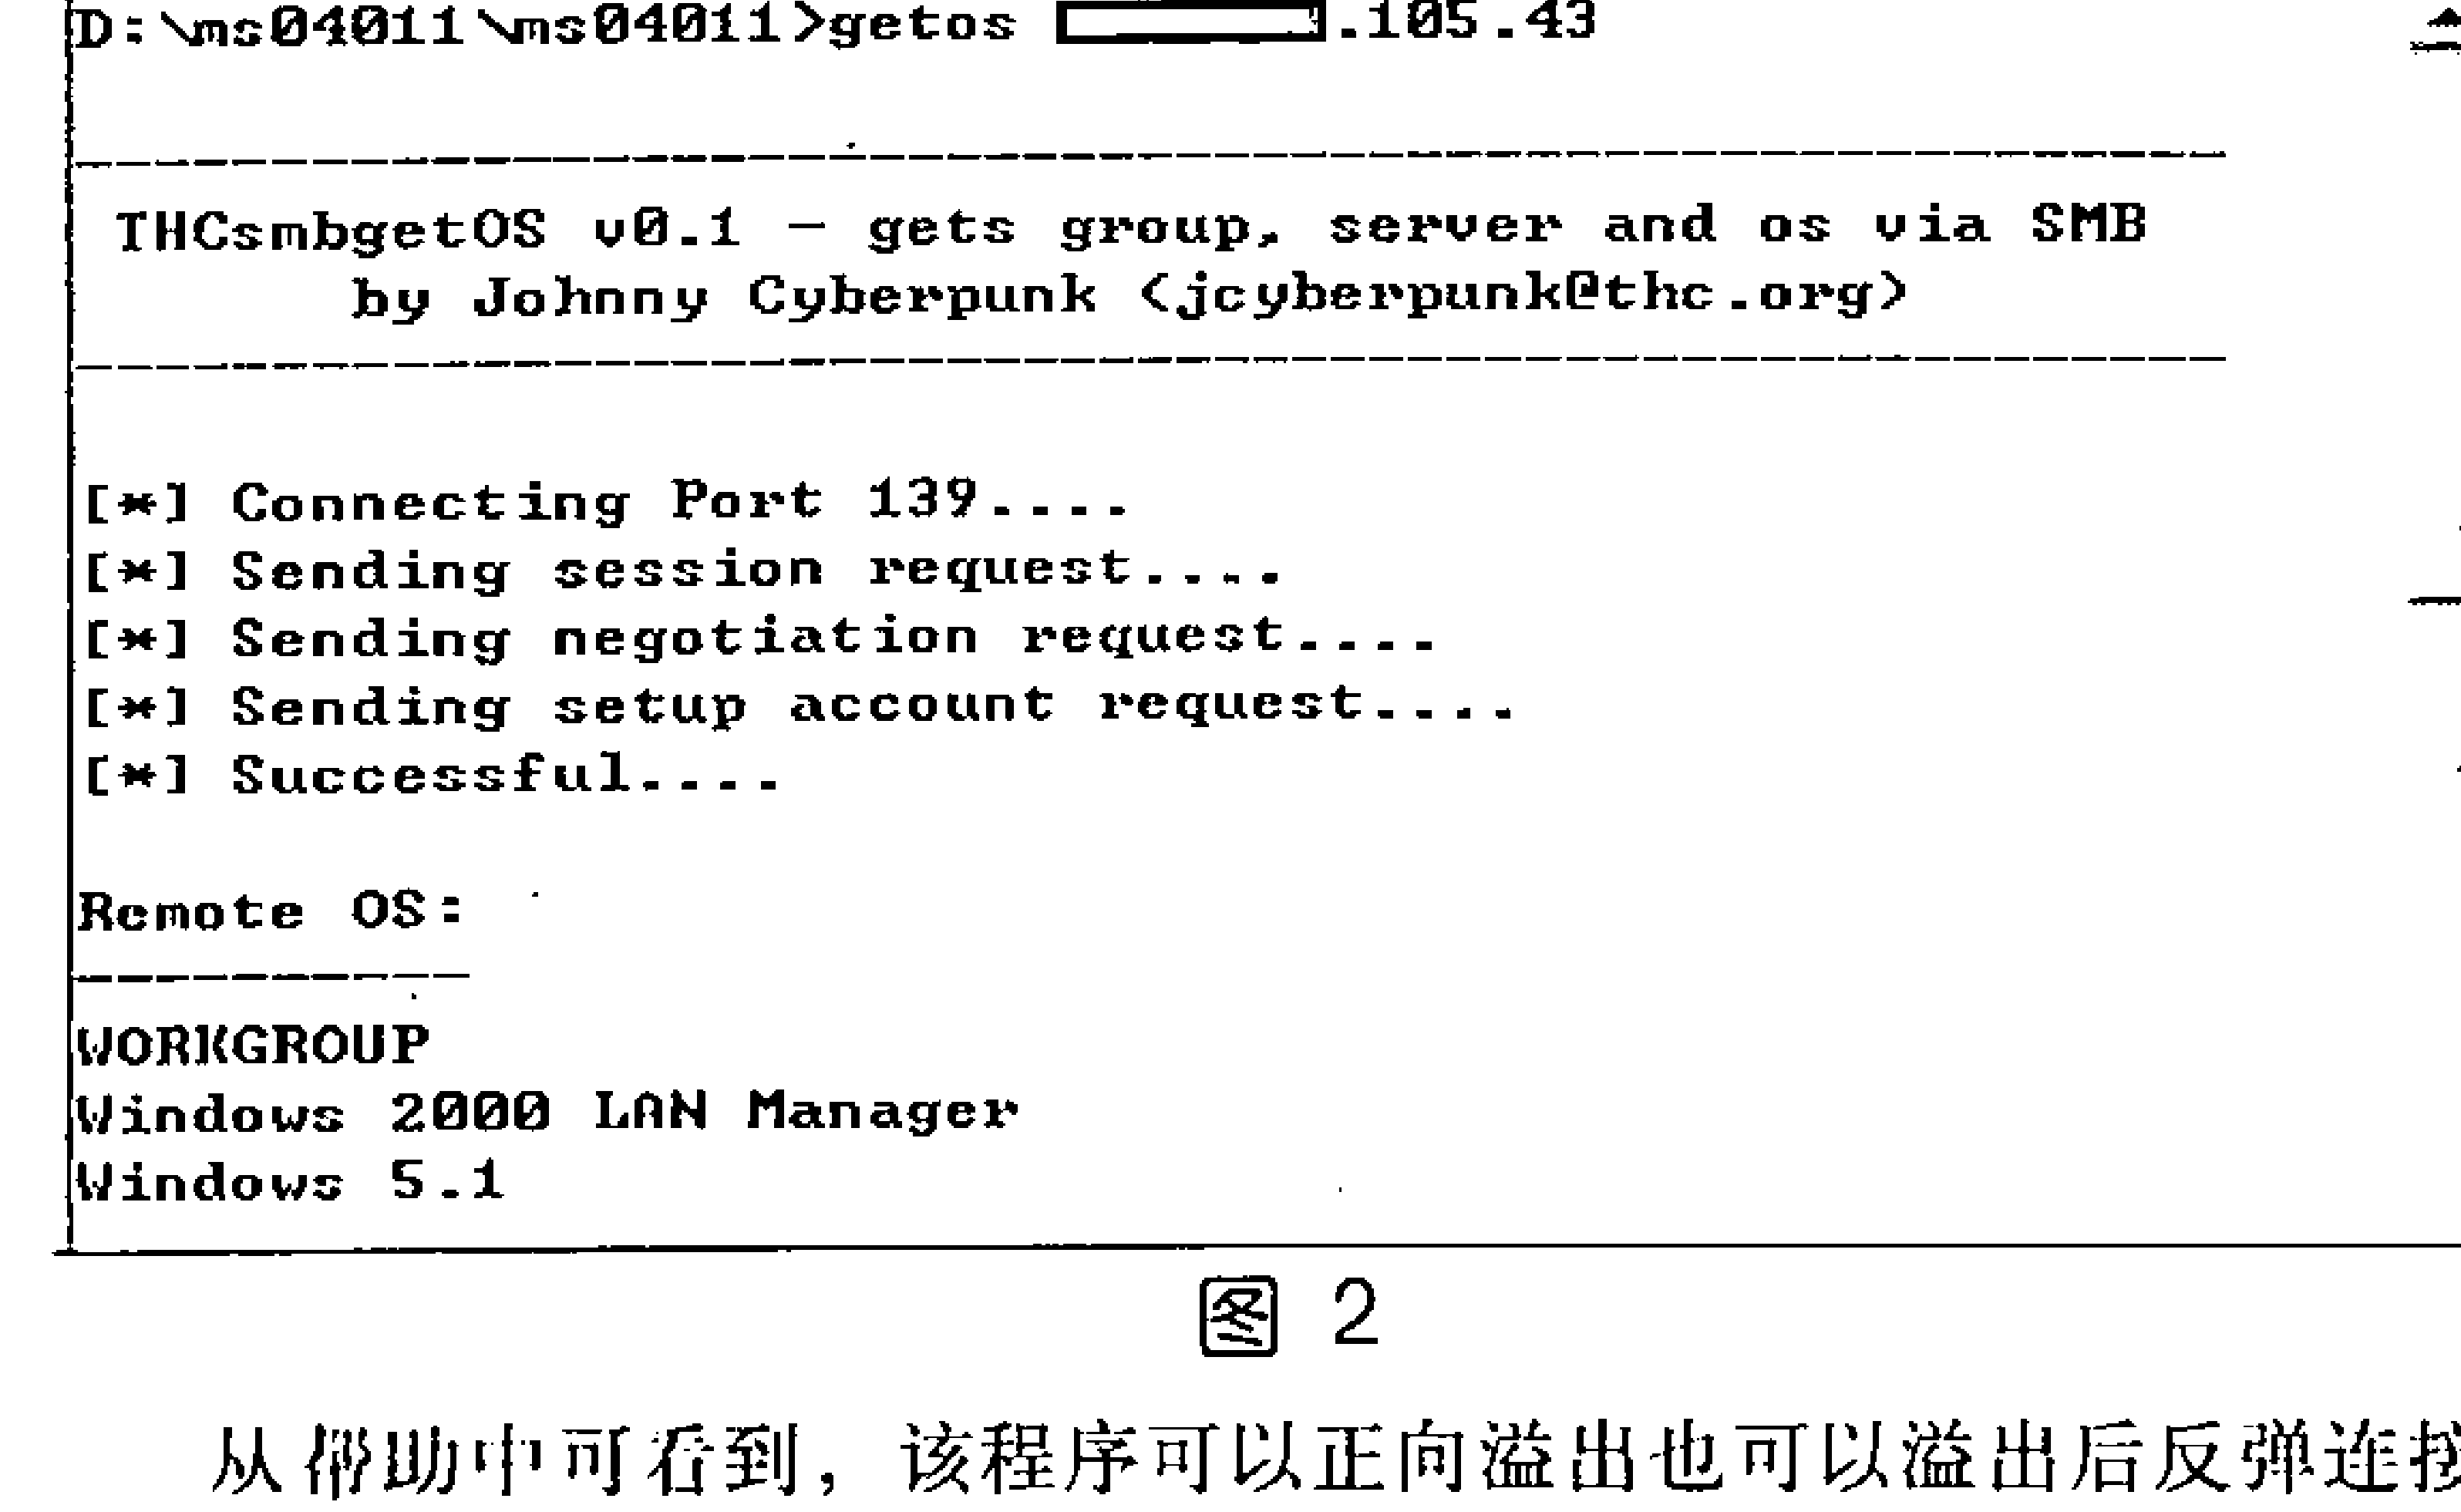 D:\ms04011\ms04011>getos .105.43
THCsmbgetOS v0.1 - gets group, server and os via SMB
by Johnny Cyberpunk (jcyberpunk@thc.org)
[*] Connecting Port 139....
[*] Sending session request....
[*] Sending negotiation request....
[*] Sending setup account request....
[*] Successful....
Remote OS:
WORKGROUP
Windows 2000 LAN Manager
Windows 5.1
图 2
从帮助中可看到，该程序可以正向溢出也可以溢出后反弹连接